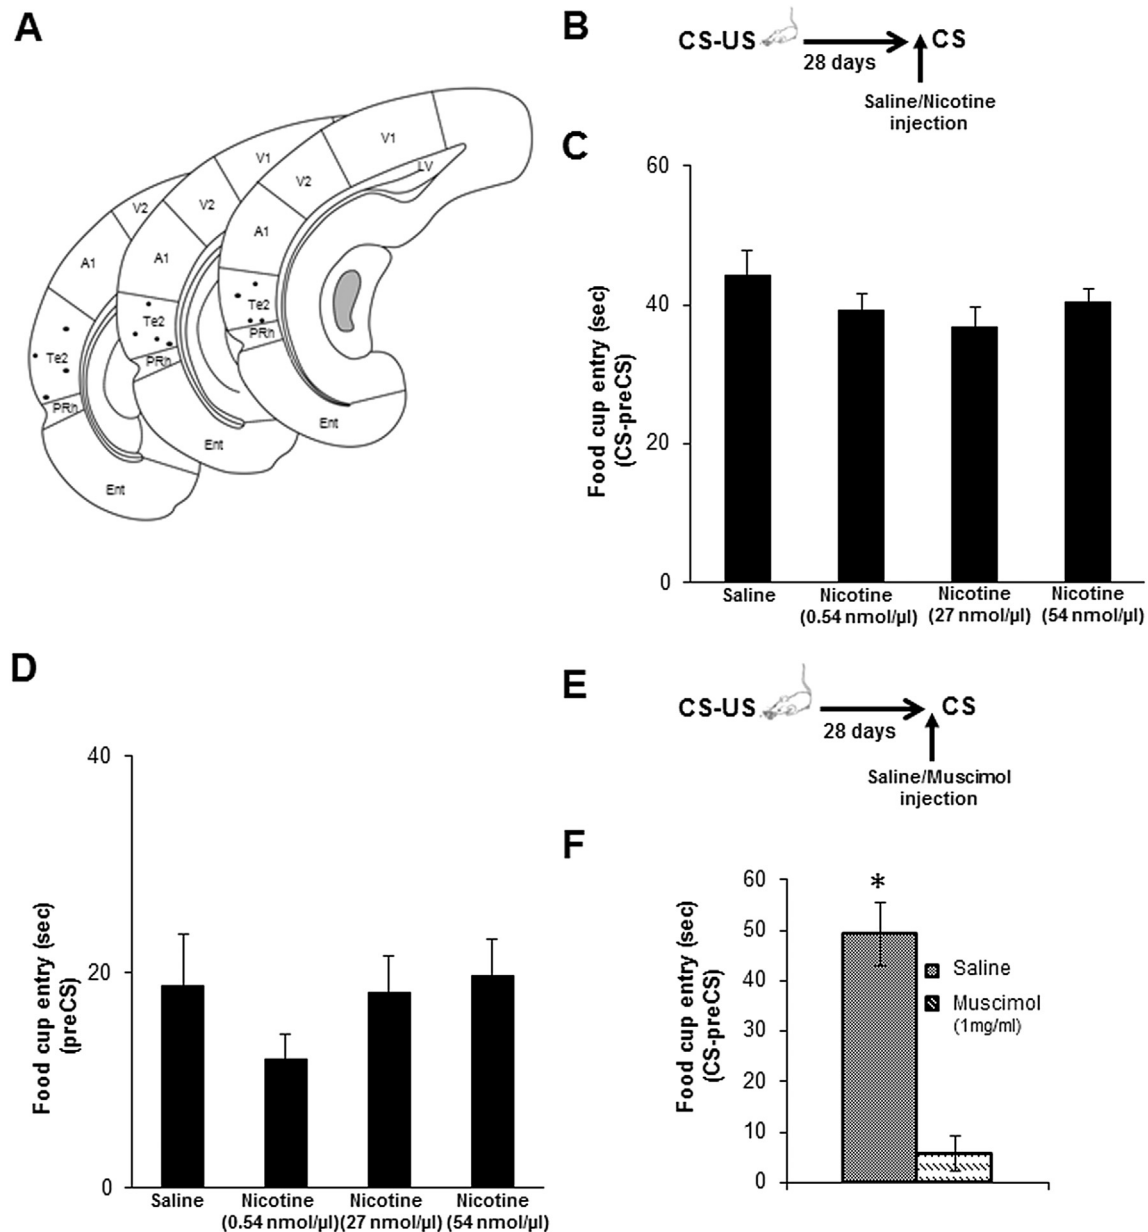 A
V1
V1
V2
LV
V2
V2
A1
A1
A1
Te2
Te2
Te2
PRh
PRh
PRh
Ent
Ent
Ent
B
CS-US
28 days
CS
Saline/Nicotine
injection
C
Food cup entry (sec)
(CS-preCS)
60
40
20
0
Saline
Nicotine
(0.54 nmol/µl)
Nicotine
(27 nmol/µl)
Nicotine
(54 nmol/µl)
D
Food cup entry (sec)
(preCS)
40
20
0
Saline
Nicotine
(0.54 nmol/µl)
Nicotine
(27 nmol/µl)
Nicotine
(54 nmol/µl)
E
CS-US
28 days
CS
Saline/Muscimol
injection
F
Food cup entry (sec)
(CS-preCS)
60
50
40
30
20
10
0
*
Saline
Muscimol
(1mg/ml)